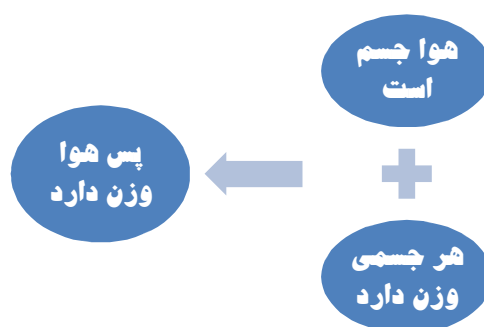 هوا جسم
است
هر جسمی
وزن دارد
پس هوا
وزن دارد